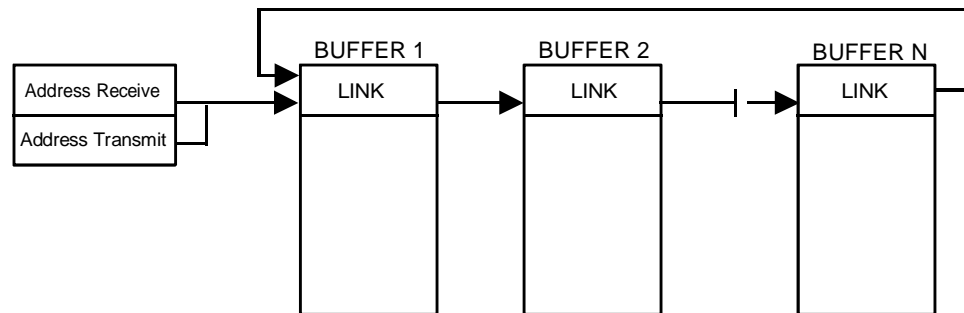 BUFFER 1
BUFFER 2
BUFFER N
Address Receive
LINK
LINK
LINK
Address Transmit